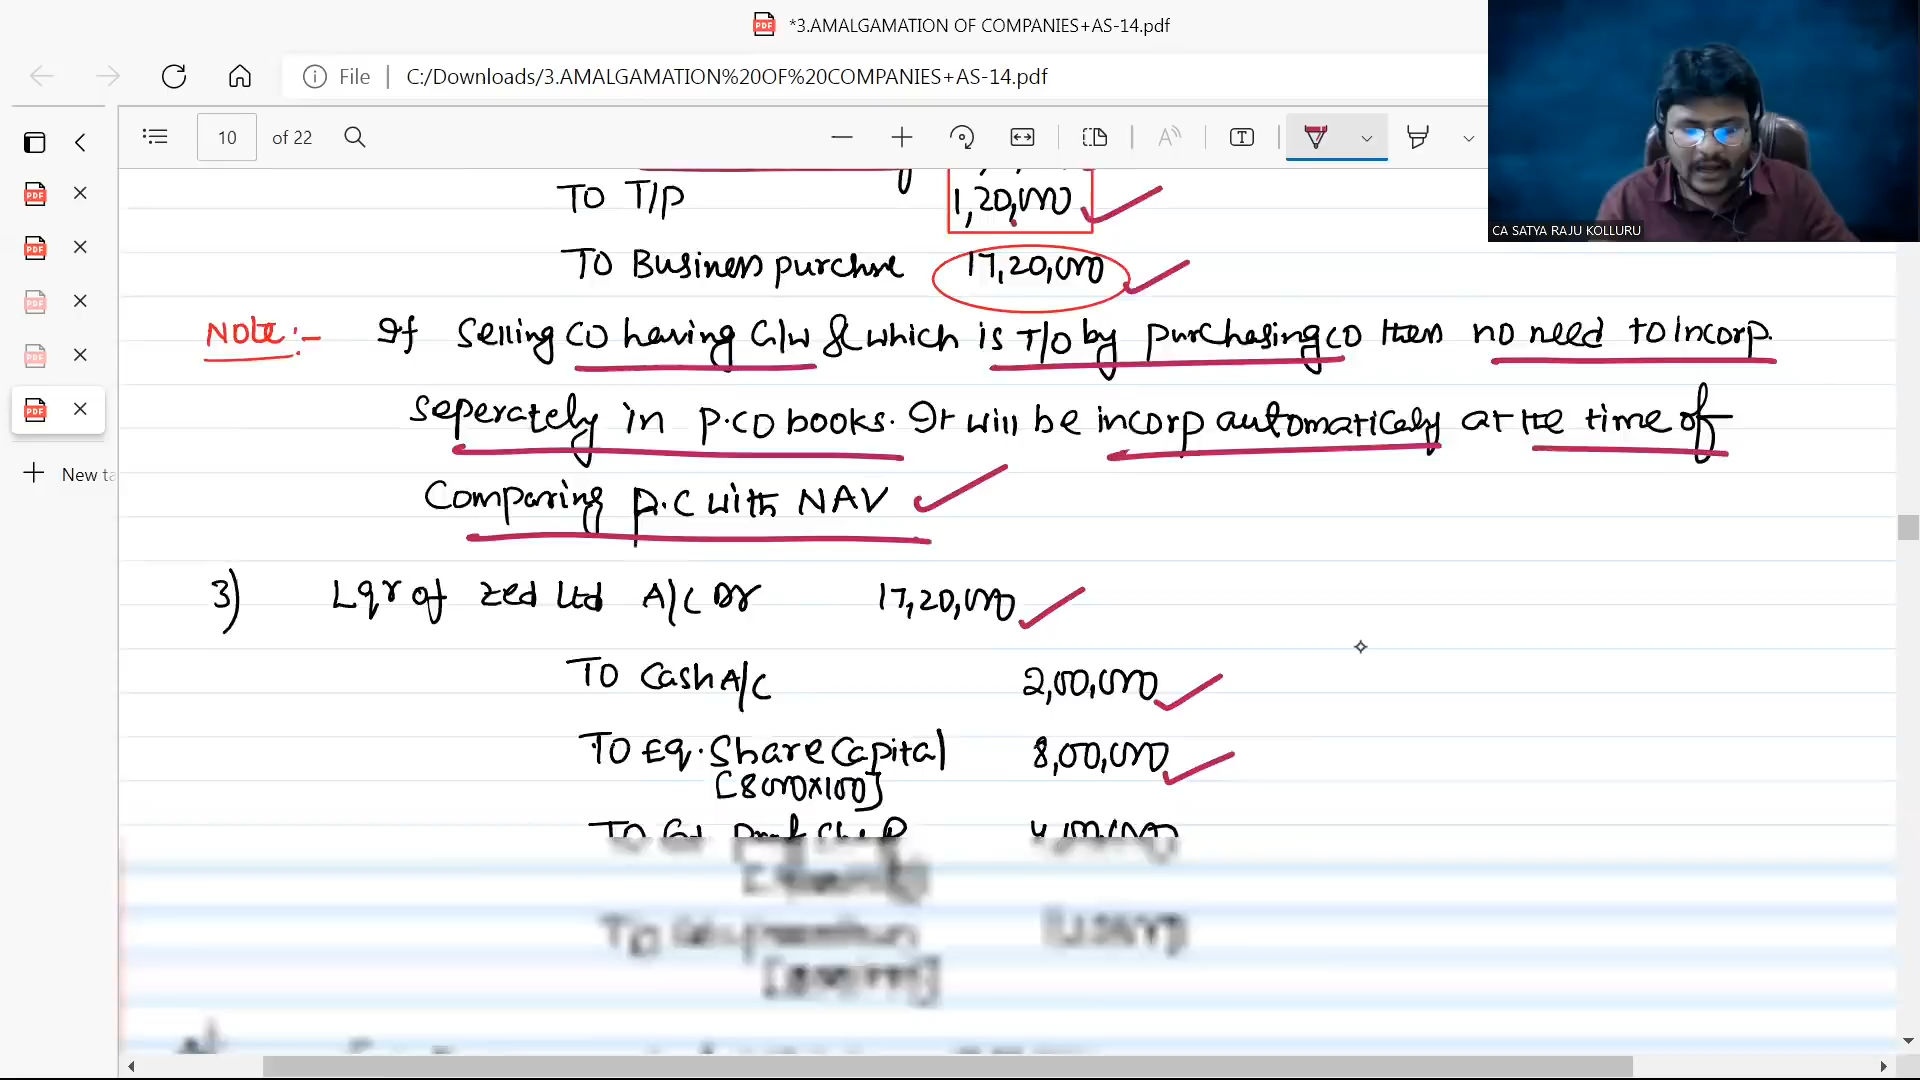 *3.AMALGAMATION OF COMPANIES+AS-14.pdf
File C:/Downloads/3.AMALGAMATION%20OF%20COMPANIES+AS-14.pdf
10 of 22
CA SATYA RAJU KOLLURU
New ta
TO T/P 1,20,000
TO Business purchase 17,20,000
Note:- If Selling CO having G/W & which is T/O by purchasing CO then no need to incorp.
Seperately in P.CO books. It will be incorp automatically at the time of
Comparing P.C with NAV
3) Lqr of Zed Ltd A/C Dr 17,20,000
TO Cash A/C 2,00,000
TO Eq. Share Capital 8,00,000
[8000x100]